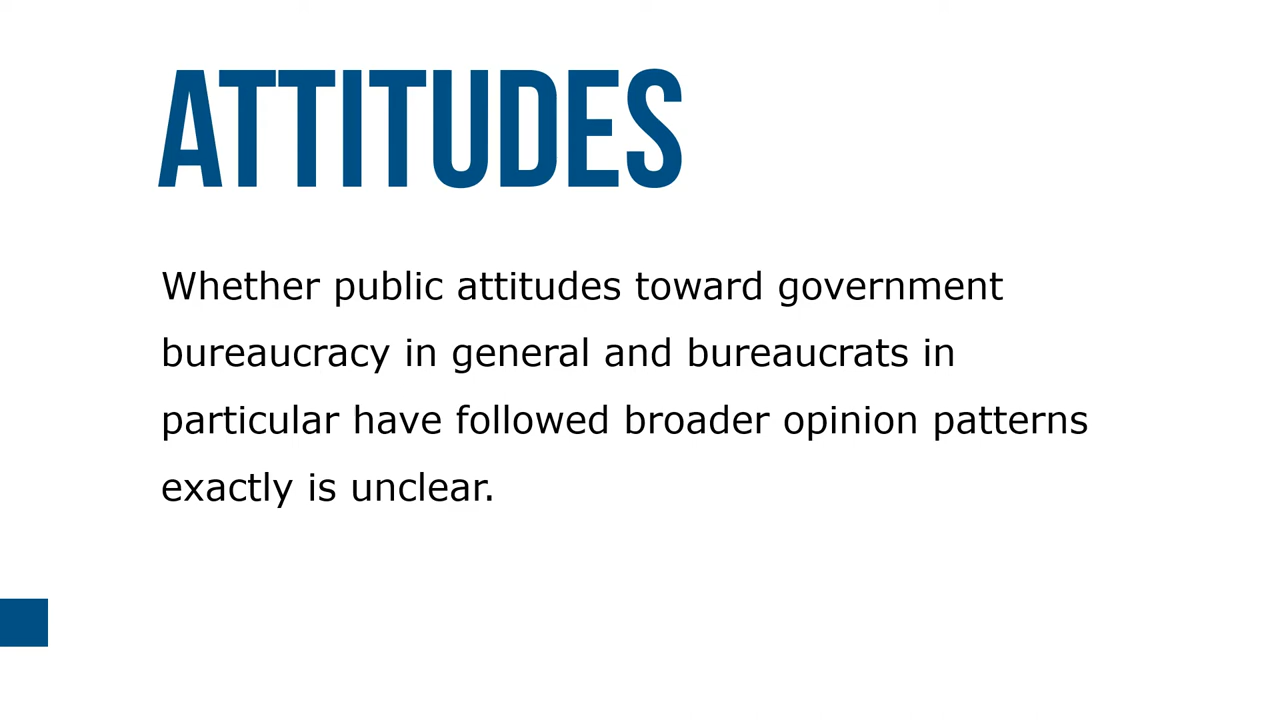 ATTITUDES
Whether public attitudes toward government
bureaucracy in general and bureaucrats in
particular have followed broader opinion patterns
exactly is unclear.